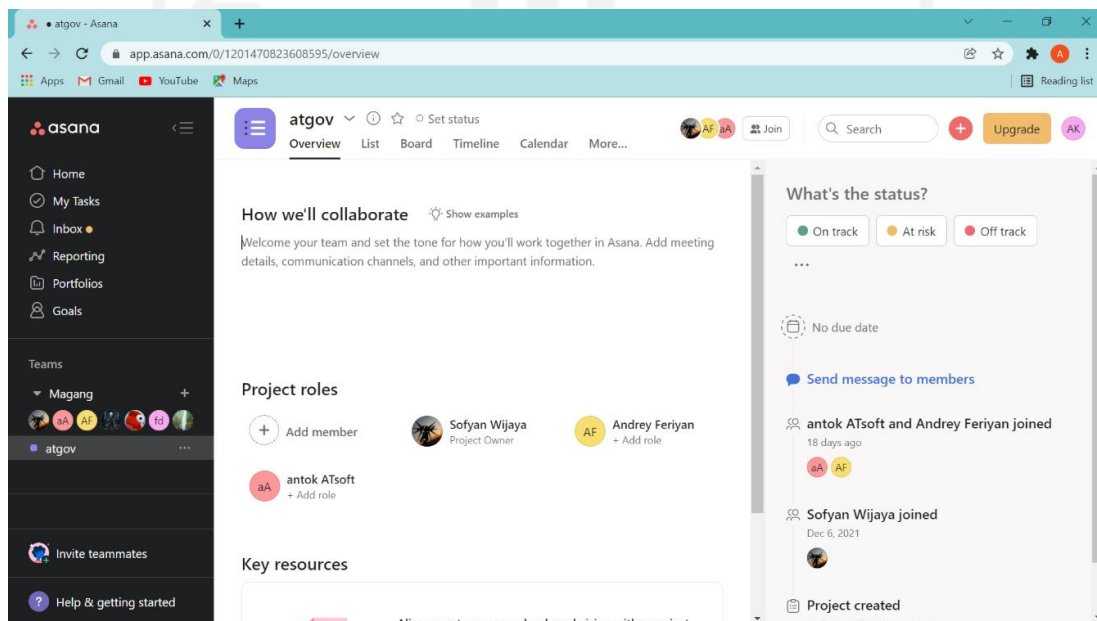 • atgov - Asana
app.asana.com/0/1201470823608595/overview
A
Apps Gmail YouTube Maps Reading list
asana
Home
My Tasks
Inbox
Reporting
Portfolios
Goals
Teams
Magang
aA AF fd
atgov
Invite teammates
? Help & getting started
atgov Set status
Overview List Board Timeline Calendar More...
AF aA Join Search Upgrade AK
How we'll collaborate Show examples
Welcome your team and set the tone for how you'll work together in Asana. Add meeting
details, communication channels, and other important information.
Project roles
Add member
Sofyan Wijaya
Project Owner
AF Andrey Feriyan
+ Add role
aA antok ATsoft
+ Add role
Key resources
What's the status?
On track At risk Off track
...
No due date
Send message to members
antok ATsoft and Andrey Feriyan joined
18 days ago
aA AF
Sofyan Wijaya joined
Dec 6, 2021
Project created